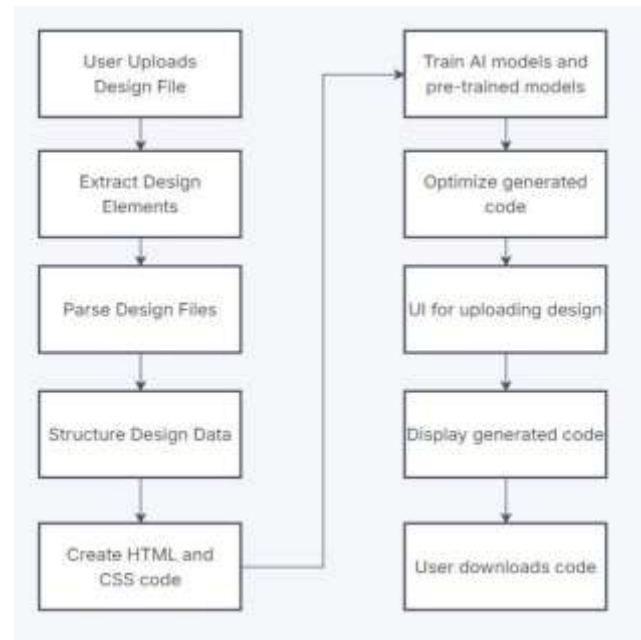 User Uploads
Design File
Extract Design
Elements
Parse Design Files
Structure Design Data
Create HTML and
CSS code
Train AI models and
pre-trained models
Optimize generated
code
UI for uploading design
Display generated code
User downloads code